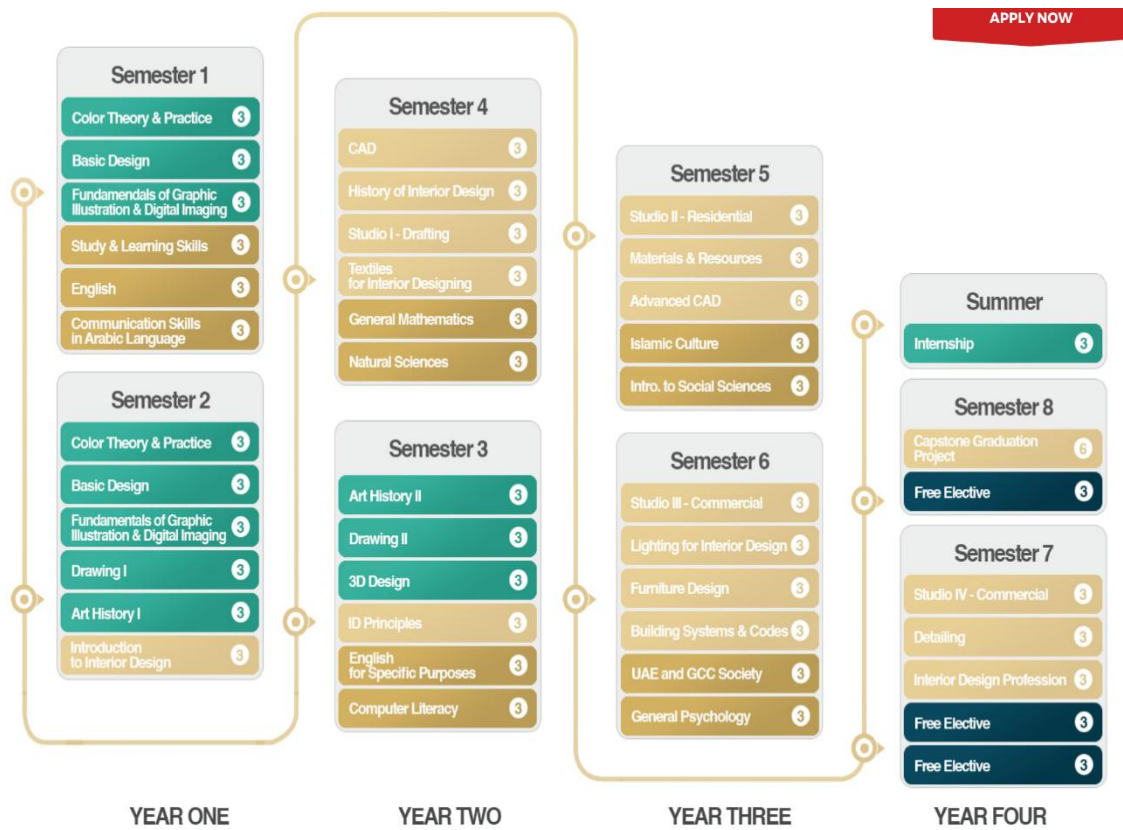 APPLY NOW
Semester 1
Color Theory & Practice 3
Basic Design 3
Fundamendals of Graphic
Illustration & Digital Imaging 3
Study & Learning Skills 3
English 3
Communication Skills
in Arabic Language 3
Semester 2
Color Theory & Practice 3
Basic Design 3
Fundamentals of Graphic
Illustration & Digital Imaging 3
Drawing I 3
Art History I 3
Introduction
to Interior Design 3
YEAR ONE
Semester 4
CAD 3
History of Interior Design 3
Studio I - Drafting 3
Textiles
for Interior Designing 3
General Mathematics 3
Natural Sciences 3
Semester 3
Art History II 3
Drawing II 3
3D Design 3
ID Principles 3
English
for Specific Purposes 3
Computer Literacy 3
YEAR TWO
Semester 5
Studio II - Residential 3
Materials & Resources 3
Advanced CAD 6
Islamic Culture 3
Intro. to Social Sciences 3
Semester 6
Studio III - Commercial 3
Lighting for Interior Design 3
Furniture Design 3
Building Systems & Codes 3
UAE and GCC Society 3
General Psychology 3
YEAR THREE
Summer
Internship 3
Semester 8
Capstone Graduation
Project 6
Free Elective 3
Semester 7
Studio IV - Commercial 3
Detailing 3
Interior Design Profession 3
Free Elective 3
Free Elective 3
YEAR FOUR